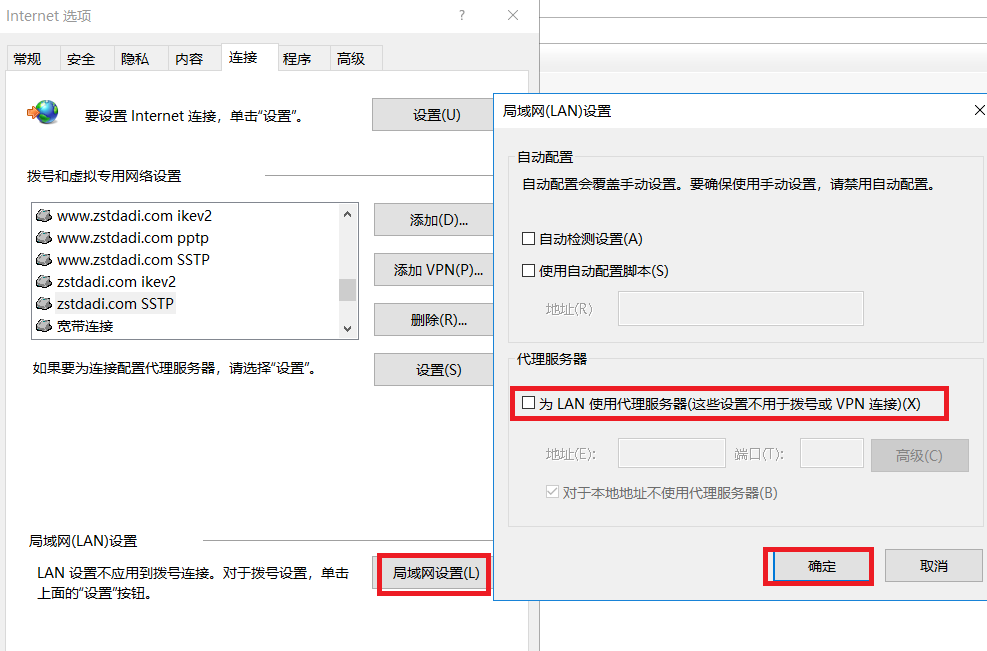 Internet 选项
?
常规 安全 隐私 内容 连接 程序 高级
要设置 Internet 连接，单击“设置”。
设置(U)
拨号和虚拟专用网络设置
www.zstdadi.com ikev2
www.zstdadi.com pptp
www.zstdadi.com SSTP
zstdadi.com ikev2
zstdadi.com SSTP
宽带连接
添加(D)...
添加 VPN(P)...
删除(R)...
设置(S)
如果要为连接配置代理服务器，请选择“设置”。
局域网(LAN)设置
LAN 设置不应用到拨号连接。对于拨号设置，单击
上面的“设置”按钮。
局域网设置(L)
局域网(LAN)设置
自动配置
自动配置会覆盖手动设置。要确保使用手动设置，请禁用自动配置。
自动检测设置(A)
使用自动配置脚本(S)
地址(R)
代理服务器
为 LAN 使用代理服务器(这些设置不用于拨号或 VPN 连接)(X)
地址(E): 端口(T): 高级(C)
对于本地地址不使用代理服务器(B)
确定 取消